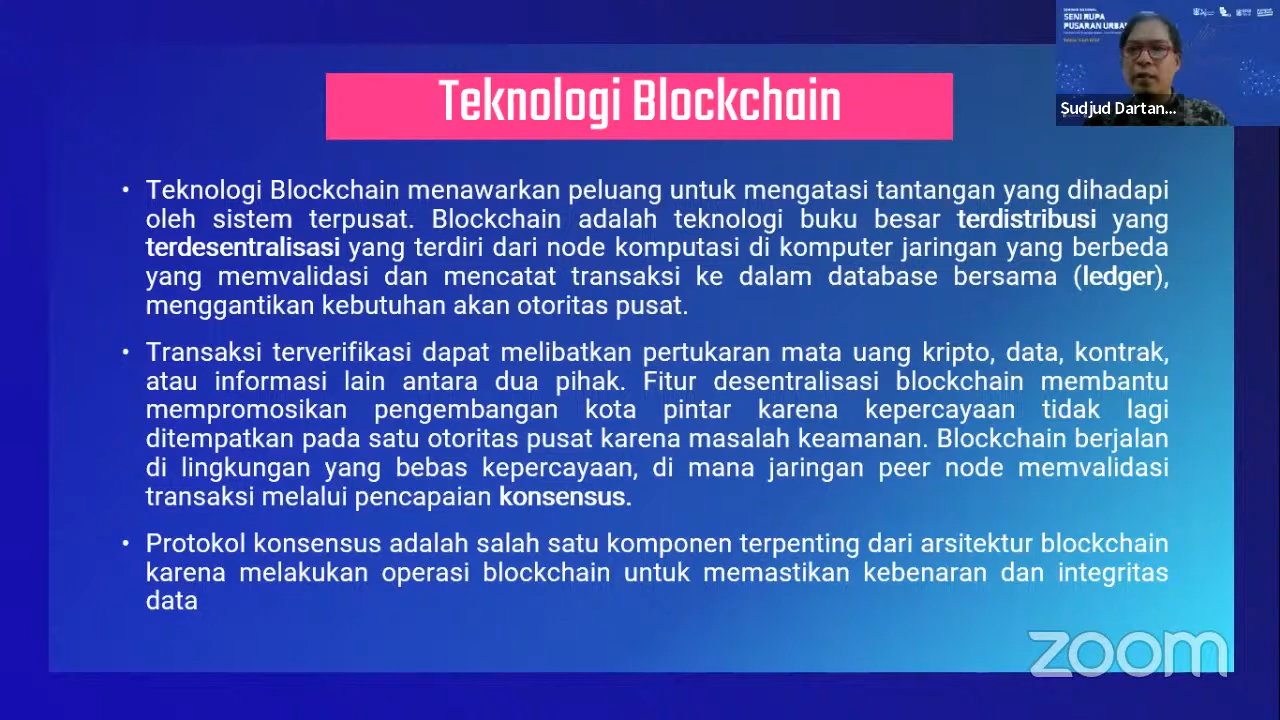 SENI RUPA
Teknologi Blockchain
Sudjud Dartan...
• Teknologi Blockchain menawarkan peluang untuk mengatasi tantangan yang dihadapi
oleh sistem terpusat. Blockchain adalah teknologi buku besar terdistribusi yang
terdesentralisasi yang terdiri dari node komputasi di komputer jaringan yang berbeda
yang memvalidasi dan mencatat transaksi ke dalam database bersama (ledger),
menggantikan kebutuhan akan otoritas pusat.
• Transaksi terverifikasi dapat melibatkan pertukaran mata uang kripto, data, kontrak,
atau informasi lain antara dua pihak. Fitur desentralisasi blockchain membantu
mempromosikan pengembangan kota pintar karena kepercayaan tidak lagi
ditempatkan pada satu otoritas pusat karena masalah keamanan. Blockchain berjalan
di lingkungan yang bebas kepercayaan, di mana jaringan peer node memvalidasi
transaksi melalui pencapaian konsensus.
• Protokol konsensus adalah salah satu komponen terpenting dari arsitektur blockchain
karena melakukan operasi blockchain untuk memastikan kebenaran dan integritas
data
zoom